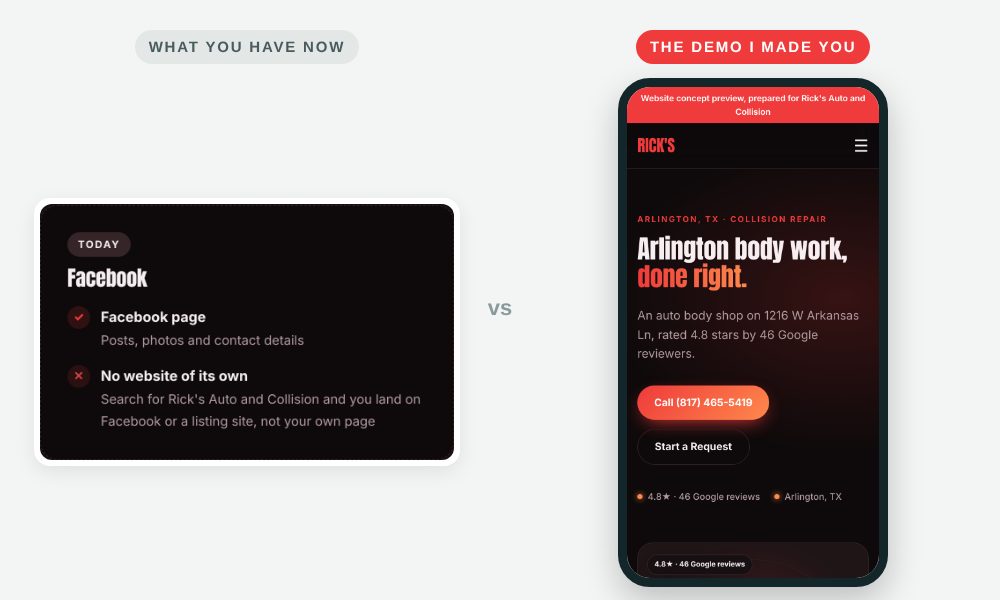 WHAT YOU HAVE NOW
THE DEMO I MADE YOU
TODAY
Facebook
Facebook page
Posts, photos and contact details
No website of its own
Search for Rick's Auto and Collision and you land on
Facebook or a listing site, not your own page
vs
Website concept preview, prepared for Rick's Auto and
Collision
RICK'S
ARLINGTON, TX · COLLISION REPAIR
Arlington body work,
done right.
An auto body shop on 1216 W Arkansas
Ln, rated 4.8 stars by 46 Google
reviewers.
Call (817) 465-5419
Start a Request
4.8★ · 46 Google reviews
Arlington, TX
4.8★ · 46 Google reviews